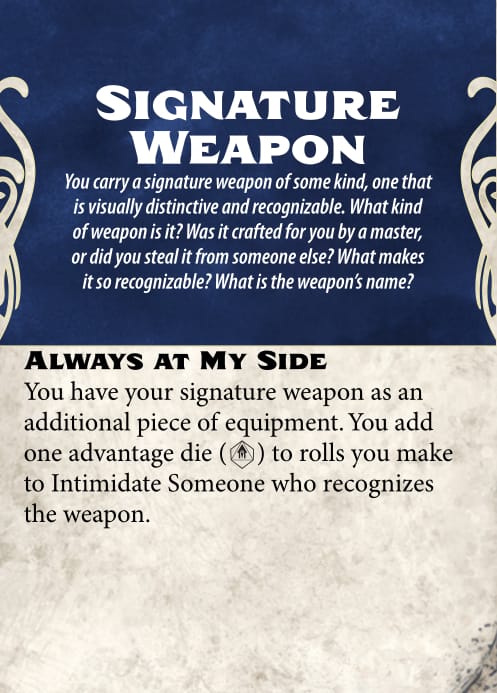 Signature
Weapon
You carry a signature weapon of some kind, one that
is visually distinctive and recognizable. What kind
of weapon is it? Was it crafted for you by a master,
or did you steal it from someone else? What makes
it so recognizable? What is the weapon's name?
Always at My Side
You have your signature weapon as an
additional piece of equipment. You add
one advantage die ( ) to rolls you make
to Intimidate Someone who recognizes
the weapon.